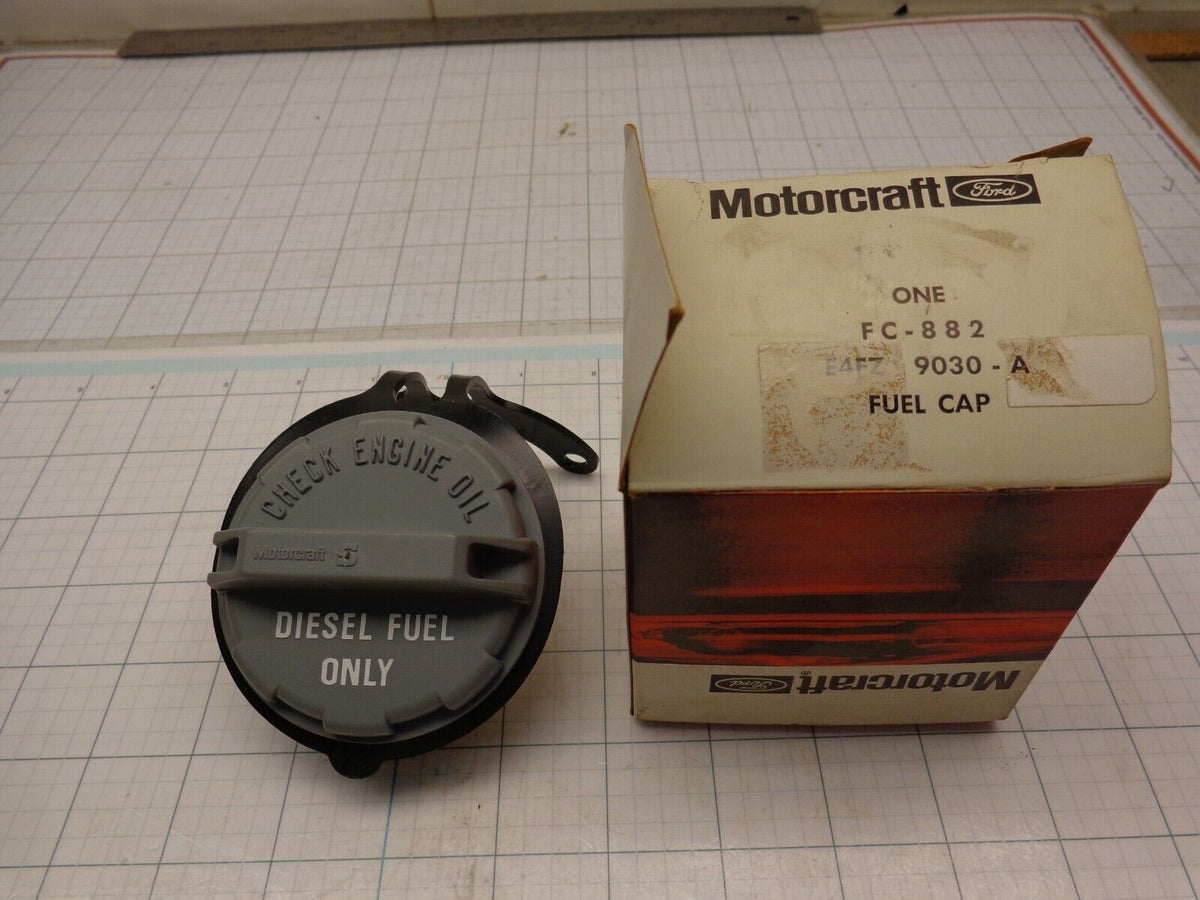 CHECK ENGINE OIL
Motorcraft
DIESEL FUEL
ONLY
Motorcraft Ford
ONE
FC-882
E4FZ 9030 - A
FUEL CAP
Motorcraft® Ford